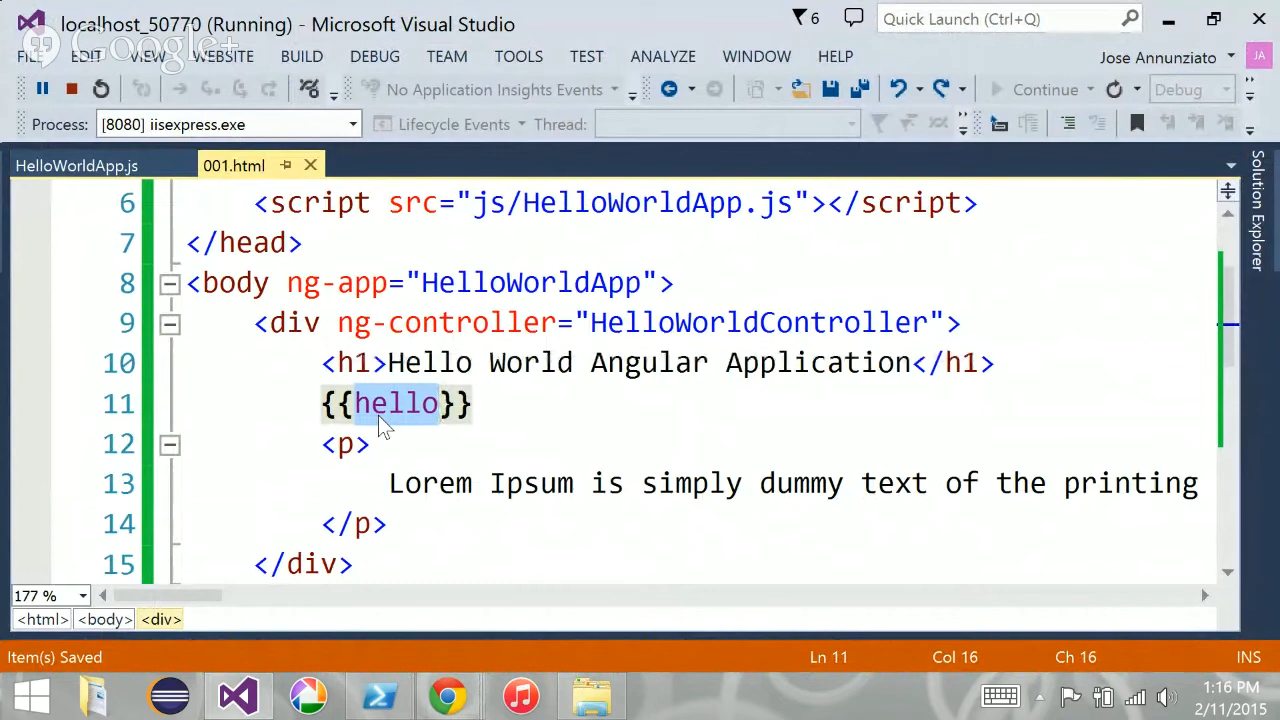 localhost_50770 (Running) - Microsoft Visual Studio
6
Quick Launch (Ctrl+Q)
Google+
FILE EDIT VIEW WEBSITE BUILD DEBUG TEAM TOOLS TEST ANALYZE WINDOW HELP
Jose Annunziato
JA
No Application Insights Events
Continue
Debug
Process: [8080] iisexpress.exe
Lifecycle Events
Thread:
HelloWorldApp.js
001.html
Solution Explorer
6 <script src="js/HelloWorldApp.js"></script>
7 </head>
8 <body ng-app="HelloWorldApp">
9 <div ng-controller="HelloWorldController">
10 <h1>Hello World Angular Application</h1>
11 {{hello}}
12 <p>
13 Lorem Ipsum is simply dummy text of the printing
14 </p>
15 </div>
177 %
<html> <body> <div>
Item(s) Saved
Ln 11 Col 16 Ch 16 INS
1:16 PM
2/11/2015